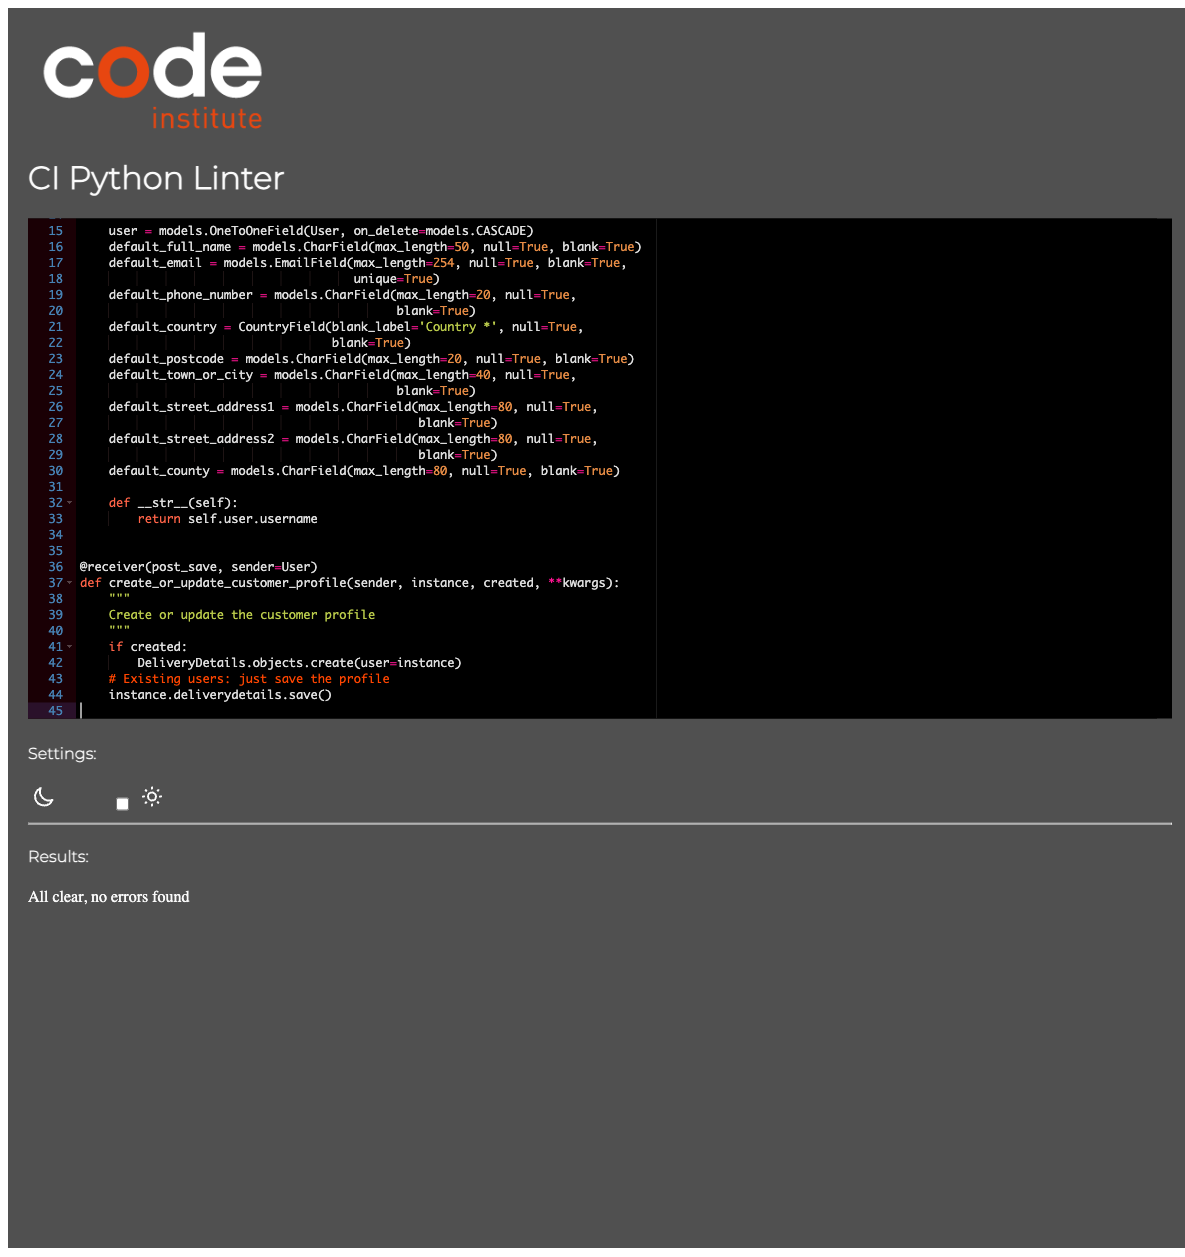 code
institute
CI Python Linter
15     user = models.OneToOneField(User, on_delete=models.CASCADE)
16     default_full_name = models.CharField(max_length=50, null=True, blank=True)
17     default_email = models.EmailField(max_length=254, null=True, blank=True,
18                                       unique=True)
19     default_phone_number = models.CharField(max_length=20, null=True,
20                                             blank=True)
21     default_country = CountryField(blank_label='Country *', null=True,
22                                    blank=True)
23     default_postcode = models.CharField(max_length=20, null=True, blank=True)
24     default_town_or_city = models.CharField(max_length=40, null=True,
25                                             blank=True)
26     default_street_address1 = models.CharField(max_length=80, null=True,
27                                                blank=True)
28     default_street_address2 = models.CharField(max_length=80, null=True,
29                                                blank=True)
30     default_county = models.CharField(max_length=80, null=True, blank=True)
31
32     def __str__(self):
33         return self.user.username
34
35
36 @receiver(post_save, sender=User)
37 def create_or_update_customer_profile(sender, instance, created, **kwargs):
38     """
39     Create or update the customer profile
40     """
41     if created:
42         DeliveryDetails.objects.create(user=instance)
43     # Existing users: just save the profile
44     instance.deliverydetails.save()
45
Settings:
Results:
All clear, no errors found